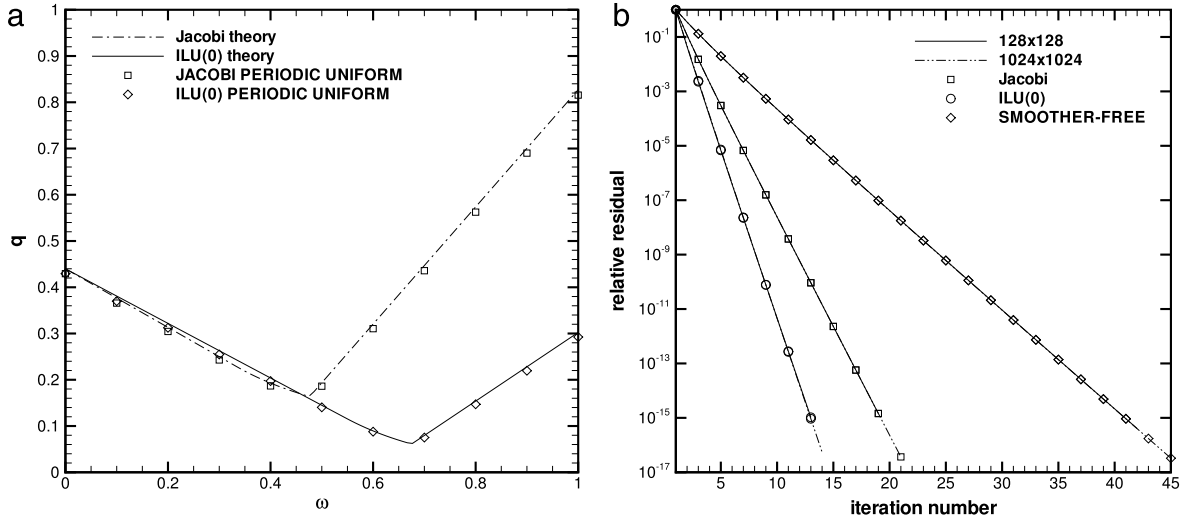 a
1
0.9
0.8
0.7
0.6
0.5
0.4
0.3
0.2
0.1
0
q
0
0.2
0.4
0.6
0.8
1
ω
Jacobi theory
ILU(0) theory
JACOBI PERIODIC UNIFORM
ILU(0) PERIODIC UNIFORM
b
10-1
10-3
10-5
10-7
10-9
10-11
10-13
10-15
10-17
relative residual
5
10
15
20
25
30
35
40
45
iteration number
128x128
1024x1024
Jacobi
ILU(0)
SMOOTHER-FREE